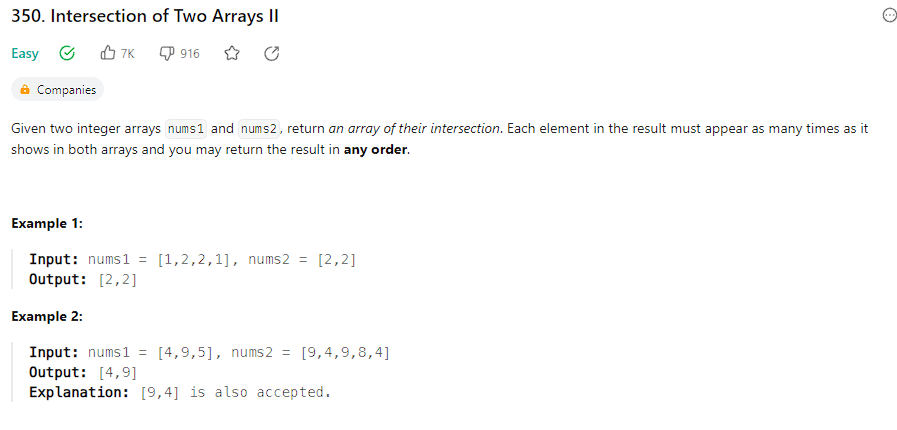 350. Intersection of Two Arrays II
Easy 7K 916
Companies
Given two integer arrays nums1 and nums2, return an array of their intersection. Each element in the result must appear as many times as it
shows in both arrays and you may return the result in any order.
Example 1:
Input: nums1 = [1,2,2,1], nums2 = [2,2]
Output: [2,2]
Example 2:
Input: nums1 = [4,9,5], nums2 = [9,4,9,8,4]
Output: [4,9]
Explanation: [9,4] is also accepted.